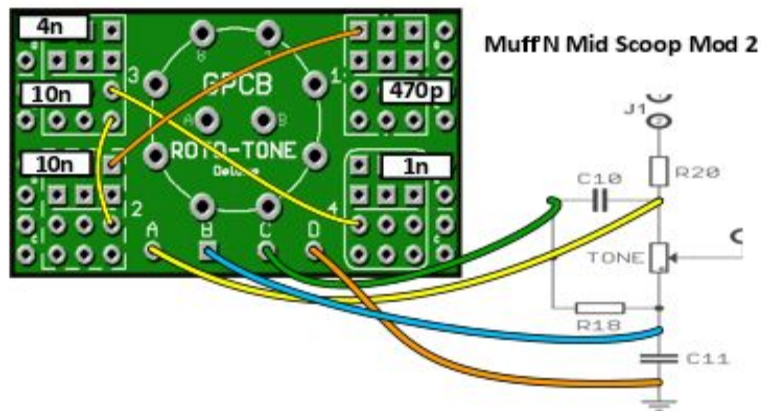 Muff'N Mid Scoop Mod 2
4n
10n
10n
470p
1n
3
1
2
4
GPCB
A
B
ROTO-TONE
Deluxe
A
B
C
D
J1
R20
C10
TONE
R18
C11